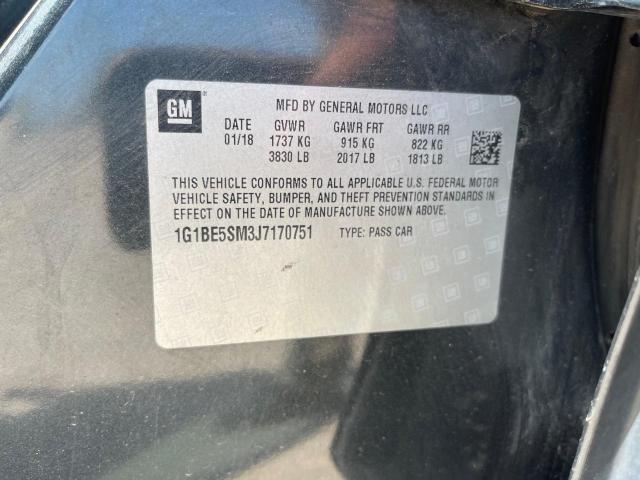 GM ® MFD BY GENERAL MOTORS LLC
DATE GVWR GAWR FRT GAWR RR
01/18 1737 KG 915 KG 822 KG
3830 LB 2017 LB 1813 LB
THIS VEHICLE CONFORMS TO ALL APPLICABLE U.S. FEDERAL MOTOR
VEHICLE SAFETY, BUMPER, AND THEFT PREVENTION STANDARDS IN
EFFECT ON THE DATE OF MANUFACTURE SHOWN ABOVE.
1G1BE5SM3J7170751 TYPE: PASS CAR